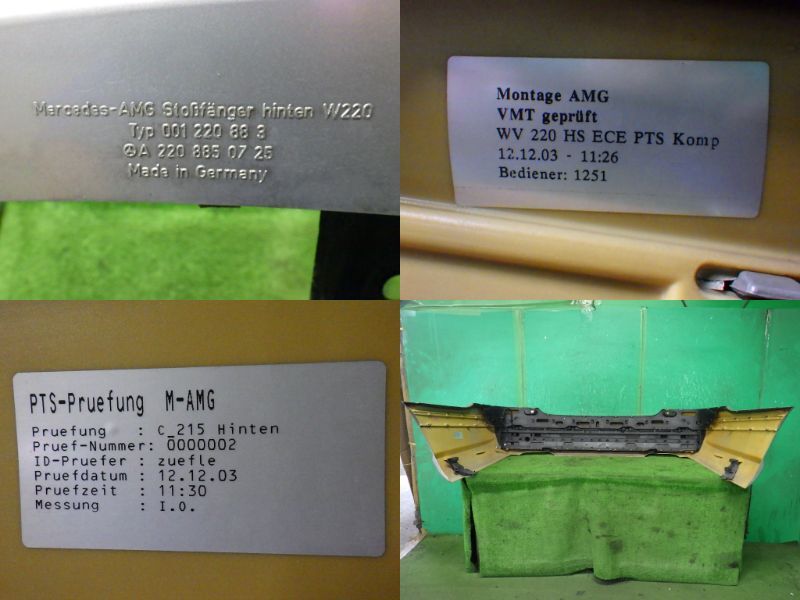 Mercedes-AMG Stoßfänger hinten W220
Typ 001 220 88 3
A 220 885 07 25
Made in Germany
Montage AMG
VMT geprüft
WV 220 HS ECE PTS Komp
12.12.03 - 11:26
Bediener: 1251
PTS-Pruefung M-AMG
Pruefung : C_215 Hinten
Pruef-Nummer: 0000002
ID-Pruefer : zuefle
Pruefdatum : 12.12.03
Pruefzeit : 11:30
Messung : I.O.